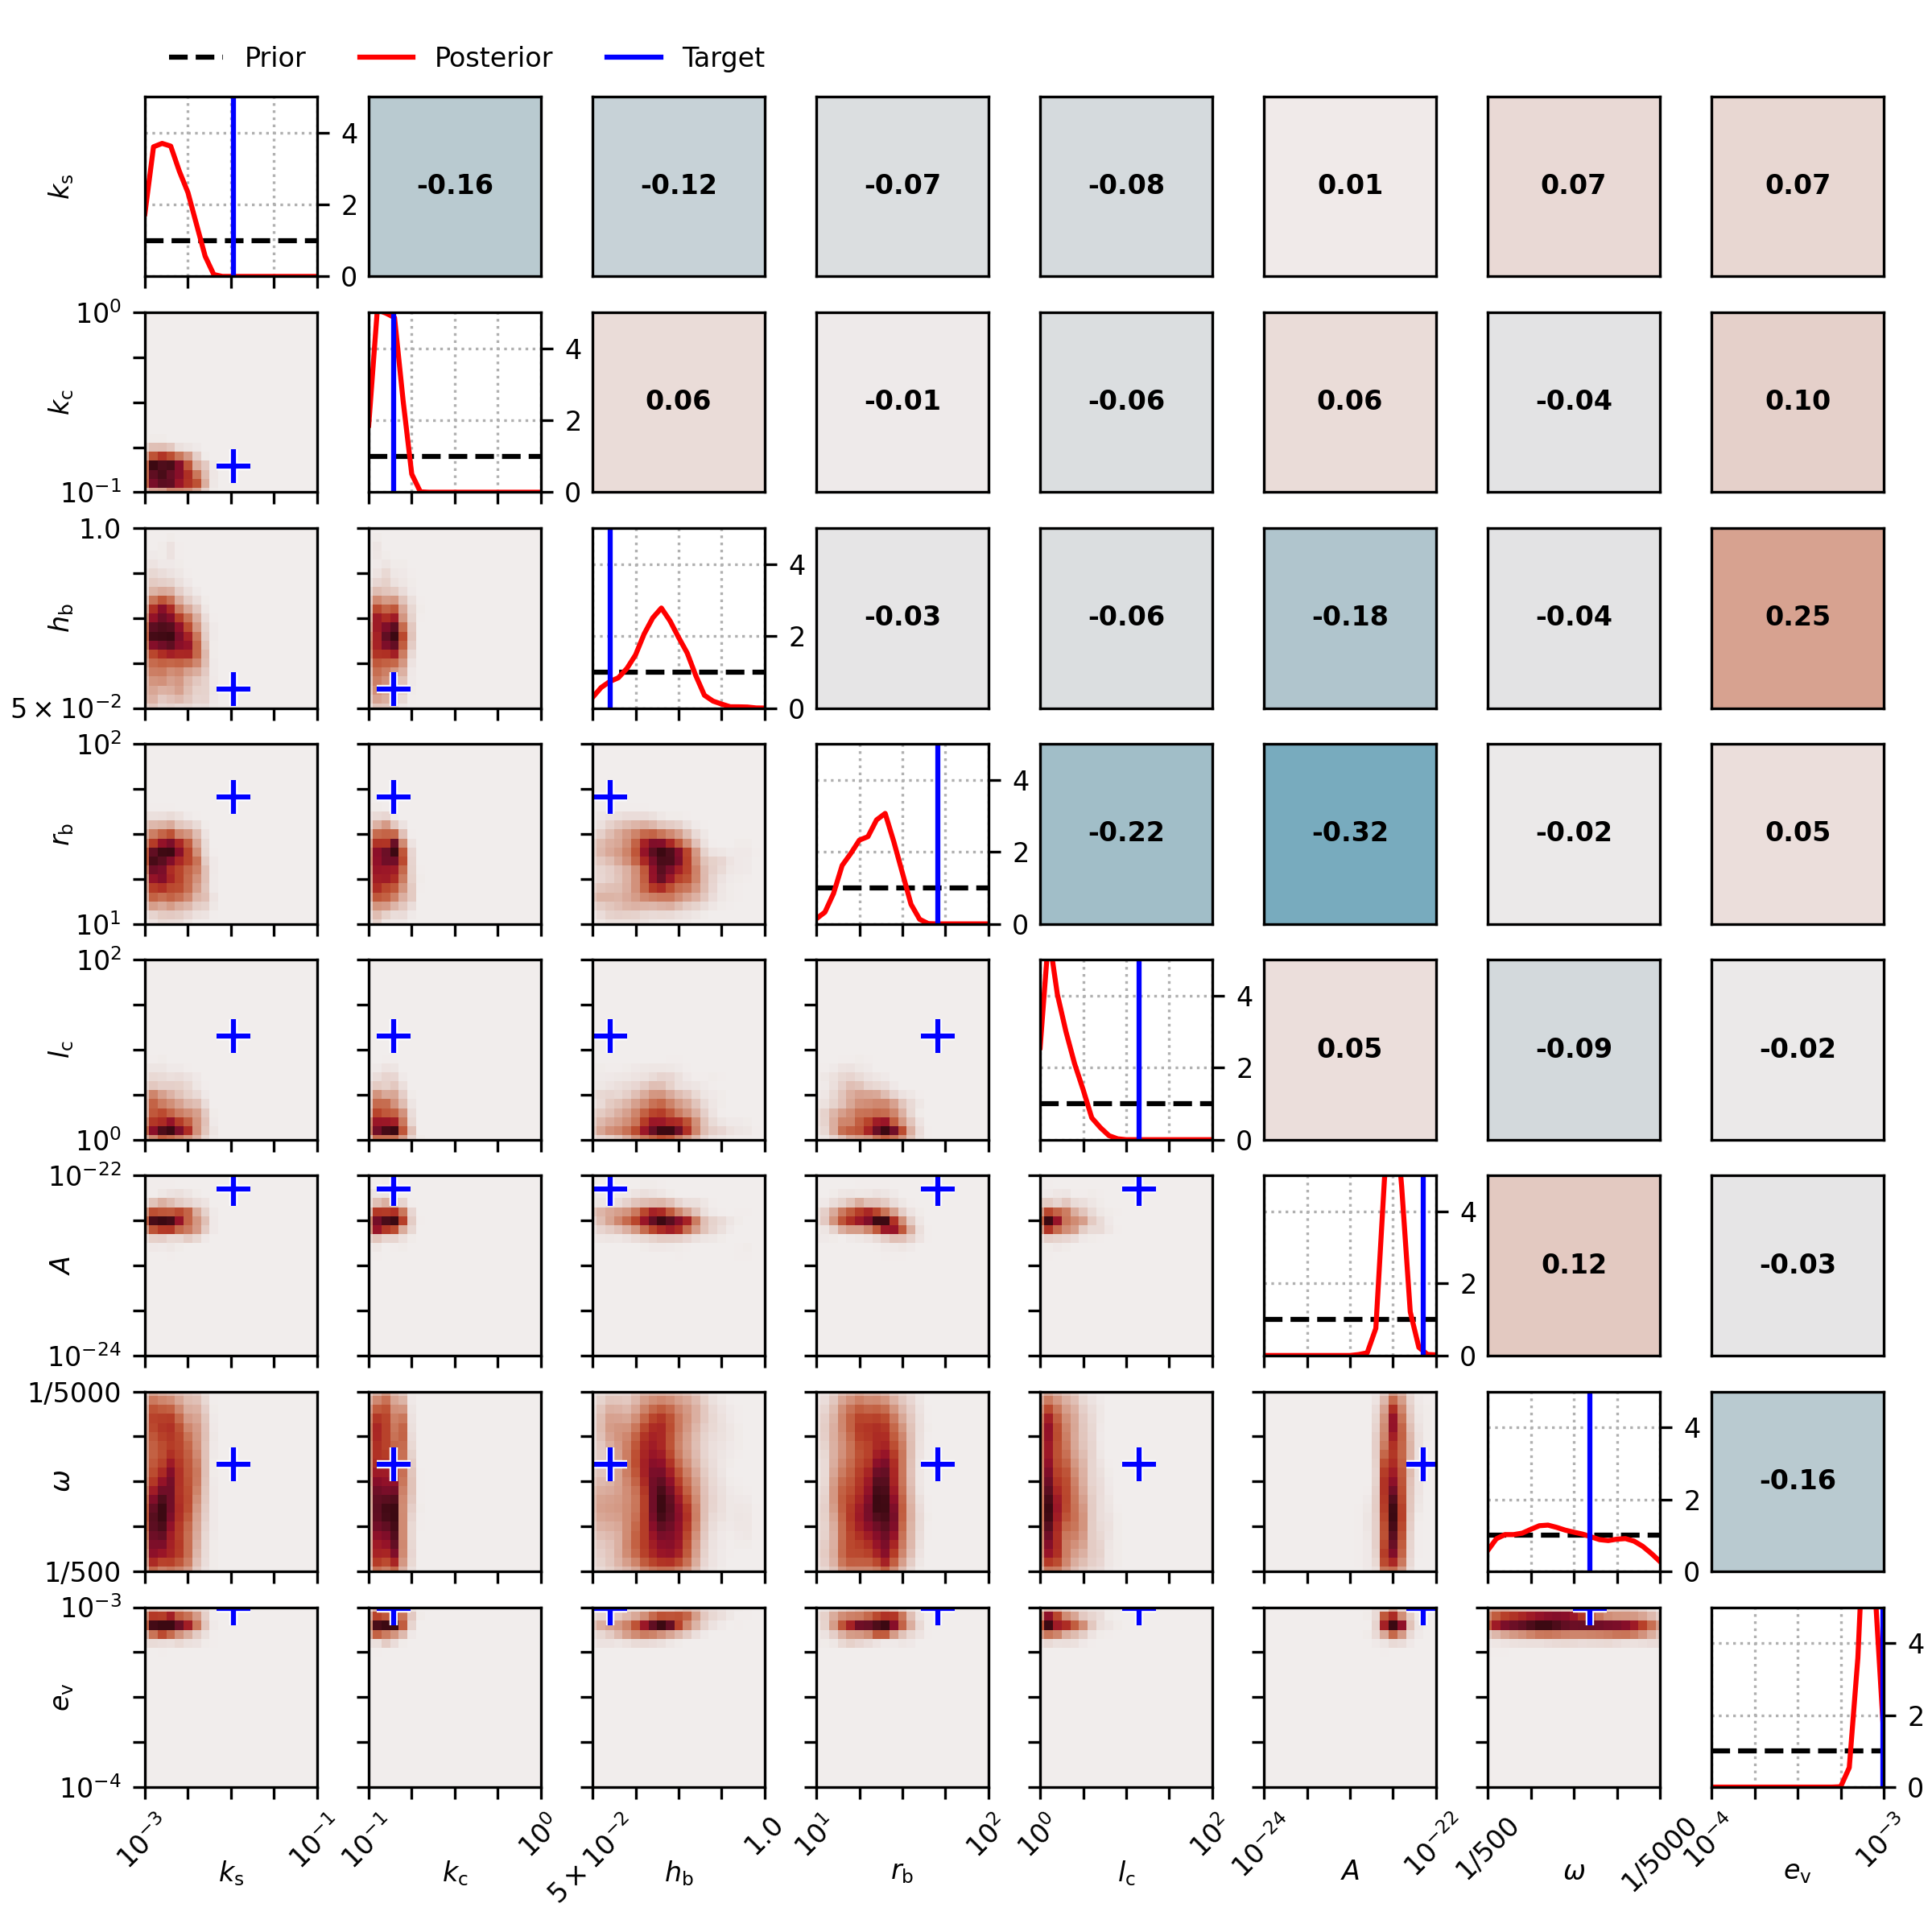 Prior Posterior Target
k_s 4 2 0 -0.16 -0.12 -0.07 -0.08 0.01 0.07 0.07
10^0 k_c 10^-1 4 2 0 0.06 -0.01 -0.06 0.06 -0.04 0.10
1.0 h_b 5×10^-2 4 2 0 -0.03 -0.06 -0.18 -0.04 0.25
10^2 r_b 10^1 4 2 0 -0.22 -0.32 -0.02 0.05
10^2 l_c 10^0 4 2 0 0.05 -0.09 -0.02
10^-22 A 10^-24 4 2 0 0.12 -0.03
1/5000 ω 1/500 4 2 0 -0.16
10^-3 e_v 10^-4 4 2 0
10^-3 10^-1 10^-1 10^0 5×10^-2 1.0 10^1 10^2 10^0 10^2 10^-24 10^-22 1/500 1/5000 10^-4 10^-3
k_s k_c h_b r_b l_c A ω e_v